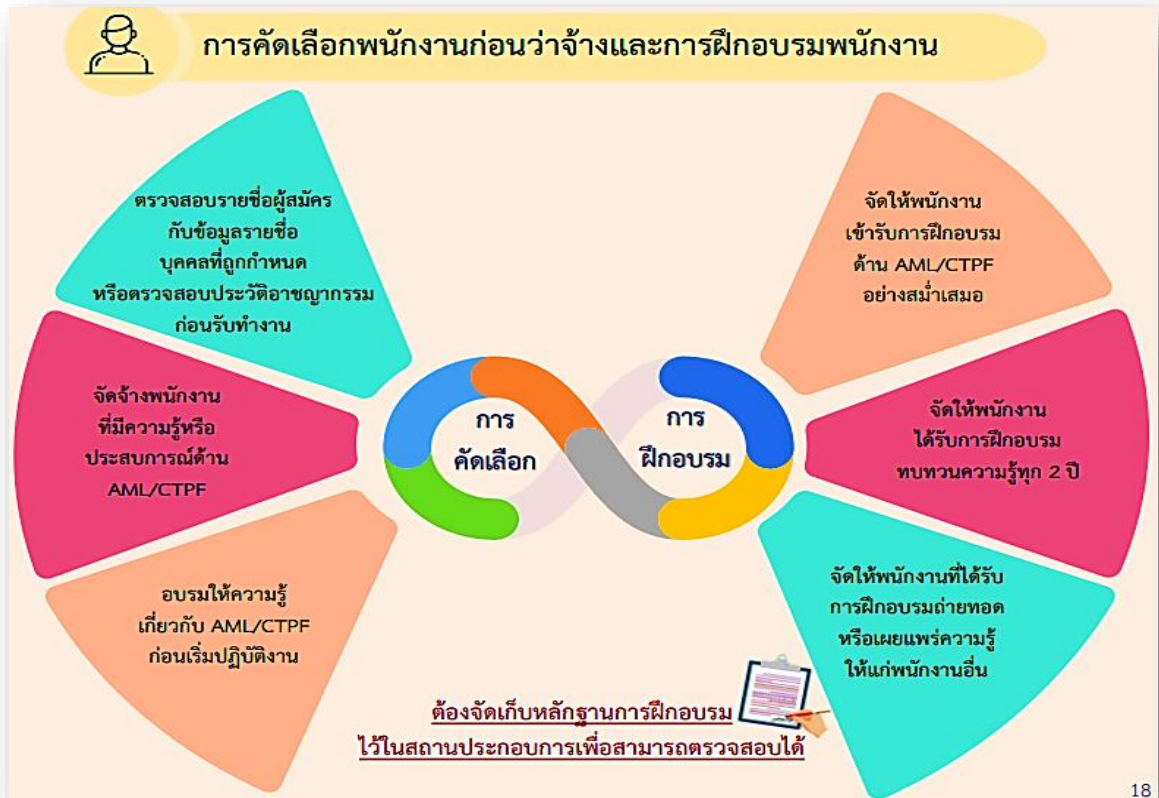 การคัดเลือกพนักงานก่อนว่าจ้างและการฝึกอบรมพนักงาน
ตรวจสอบรายชื่อผู้สมัคร
กับข้อมูลรายชื่อ
บุคคลที่ถูกกำหนด
หรือตรวจสอบประวัติอาชญากรรม
ก่อนรับทำงาน
จัดจ้างพนักงาน
ที่มีความรู้หรือ
ประสบการณ์ด้าน
AML/CTPF
อบรมให้ความรู้
เกี่ยวกับ AML/CTPF
ก่อนเริ่มปฏิบัติงาน
การ
คัดเลือก
การ
ฝึกอบรม
จัดให้พนักงาน
เข้ารับการฝึกอบรม
ด้าน AML/CTPF
อย่างสม่ำเสมอ
จัดให้พนักงาน
ได้รับการฝึกอบรม
ทบทวนความรู้ทุก 2 ปี
จัดให้พนักงานที่ได้รับ
การฝึกอบรมถ่ายทอด
หรือเผยแพร่ความรู้
ให้แก่พนักงานอื่น
ต้องจัดเก็บหลักฐานการฝึกอบรม
ไว้ในสถานประกอบการเพื่อสามารถตรวจสอบได้
18